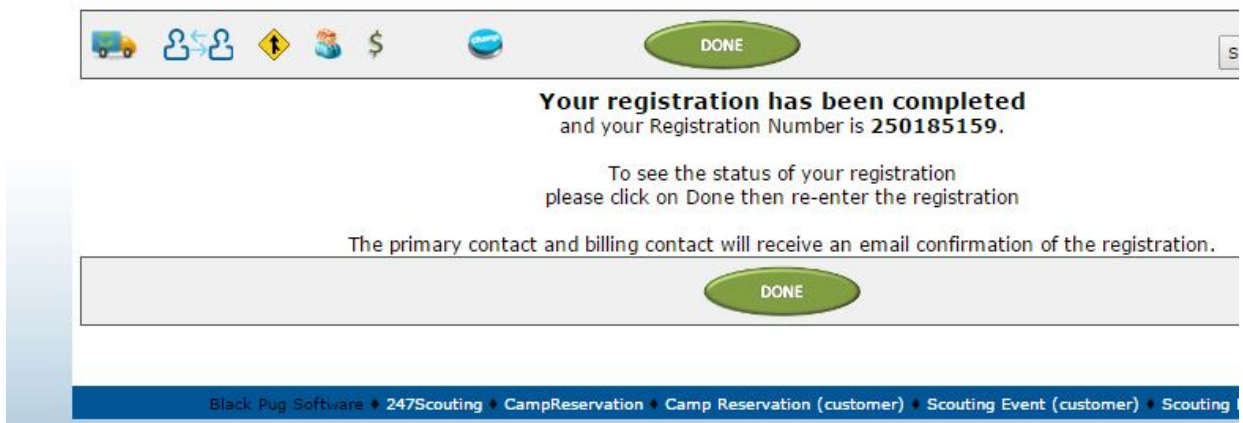 DONE
S
Your registration has been completed
and your Registration Number is 250185159.
To see the status of your registration
please click on Done then re-enter the registration
The primary contact and billing contact will receive an email confirmation of the registration.
DONE
Black Pug Software ♦ 247Scouting ♦ CampReservation ♦ Camp Reservation (customer) ♦ Scouting Event (customer) ♦ Scouting